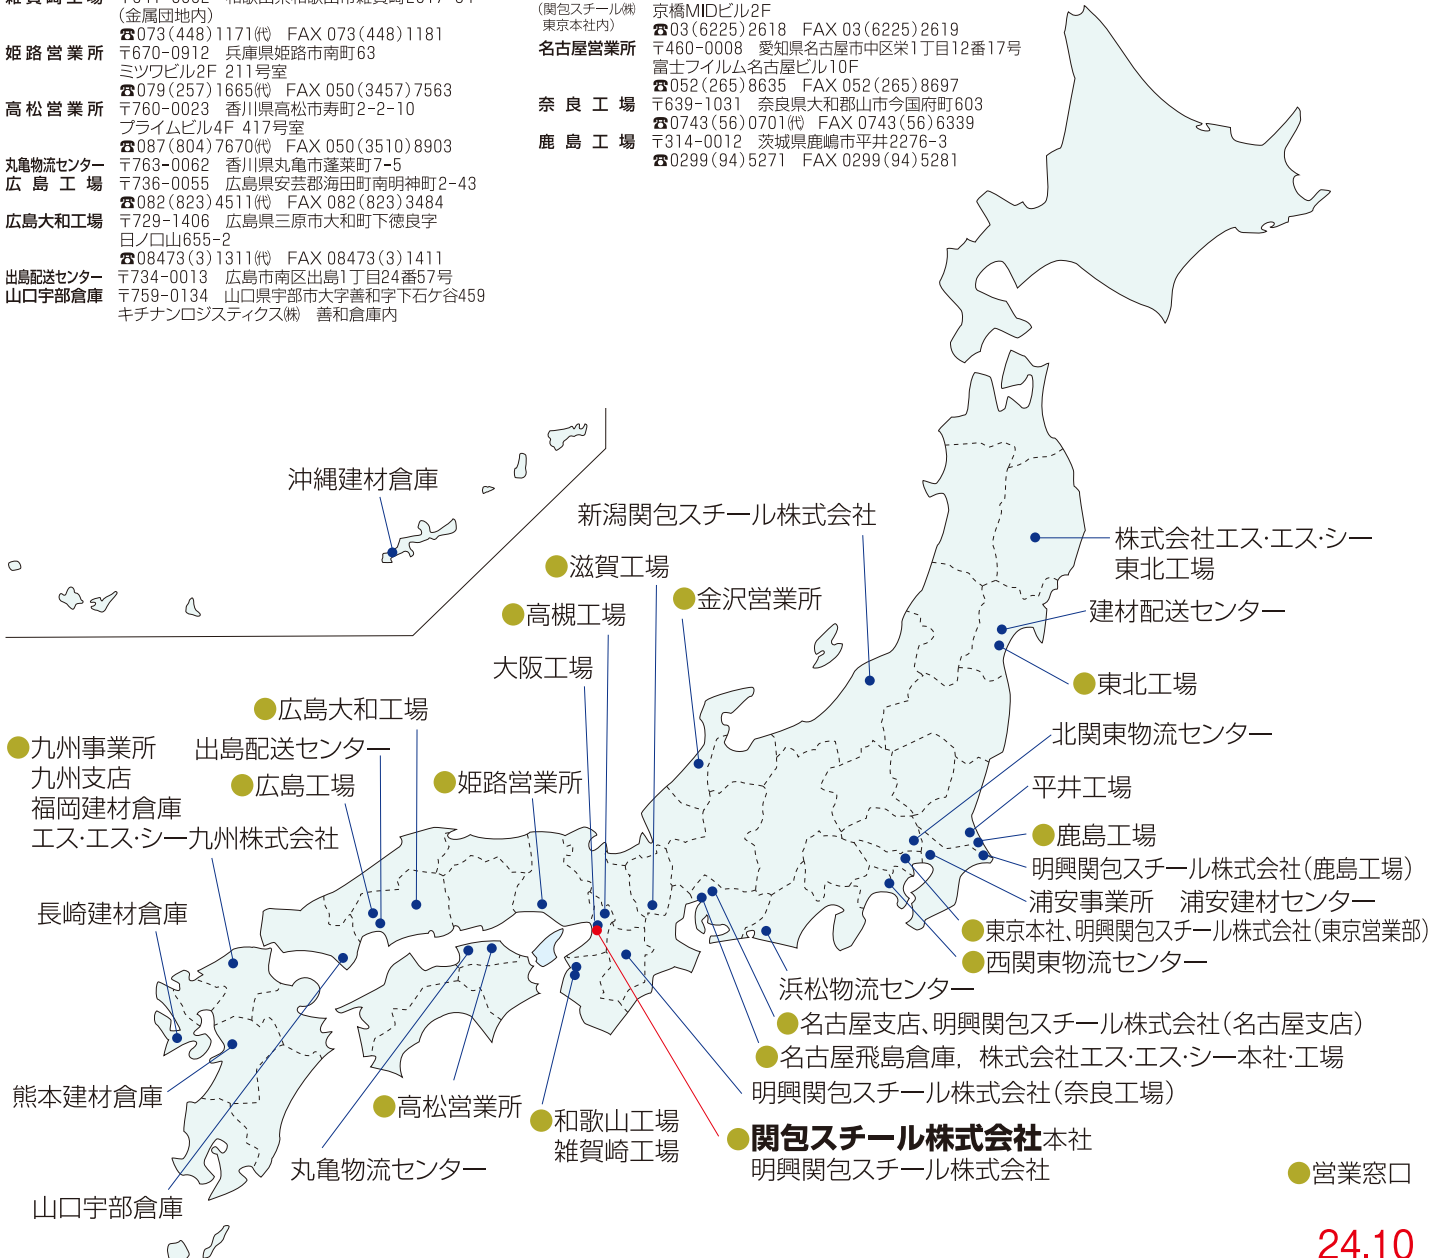 (金属団地内)
☎073(448)1171㈹ FAX 073(448)1181
姫路営業所 〒670-0912 兵庫県姫路市南町63
ミツワビル2F 211号室
☎079(257)1665㈹ FAX 050(3457)7563
高松営業所 〒760-0023 香川県高松市寿町2-2-10
プライムビル4F 417号室
☎087(804)7670㈹ FAX 050(3510)8903
丸亀物流センター 〒763-0062 香川県丸亀市蓬莱町7-5
広島工場 〒736-0055 広島県安芸郡海田町南明神町2-43
☎082(823)4511㈹ FAX 082(823)3484
広島大和工場 〒729-1406 広島県三原市大和町下徳良字
日ノ口山655-2
☎08473(3)1311㈹ FAX 08473(3)1411
出島配送センター 〒734-0013 広島市南区出島1丁目24番57号
山口宇部倉庫 〒759-0134 山口県宇部市大字善和字下石ケ谷459
キチナンロジスティクス㈱ 善和倉庫内
(関包スチール㈱ 京橋MIDビル2F
東京本社内)
☎03(6225)2618 FAX 03(6225)2619
名古屋営業所 〒460-0008 愛知県名古屋市中区栄1丁目12番17号
富士フイルム名古屋ビル10F
☎052(265)8635 FAX 052(265)8697
奈良工場 〒639-1031 奈良県大和郡山市今国府町603
☎0743(56)0701㈹ FAX 0743(56)6339
鹿島工場 〒314-0012 茨城県鹿嶋市平井2276-3
☎0299(94)5271 FAX 0299(94)5281
沖縄建材倉庫
新潟関包スチール株式会社
株式会社エス・エス・シー
東北工場
滋賀工場
金沢営業所
高槻工場
建材配送センター
大阪工場
東北工場
広島大和工場
北関東物流センター
九州事業所
九州支店
福岡建材倉庫
エス・エス・シー九州株式会社
出島配送センター
広島工場
姫路営業所
平井工場
鹿島工場
明興関包スチール株式会社(鹿島工場)
浦安事業所 浦安建材センター
長崎建材倉庫
東京本社、明興関包スチール株式会社(東京営業部)
西関東物流センター
浜松物流センター
名古屋支店、明興関包スチール株式会社(名古屋支店)
名古屋飛島倉庫, 株式会社エス・エス・シー本社・工場
明興関包スチール株式会社(奈良工場)
熊本建材倉庫
高松営業所
和歌山工場
雑賀崎工場
関包スチール株式会社本社
明興関包スチール株式会社
丸亀物流センター
山口宇部倉庫
営業窓口
24.10